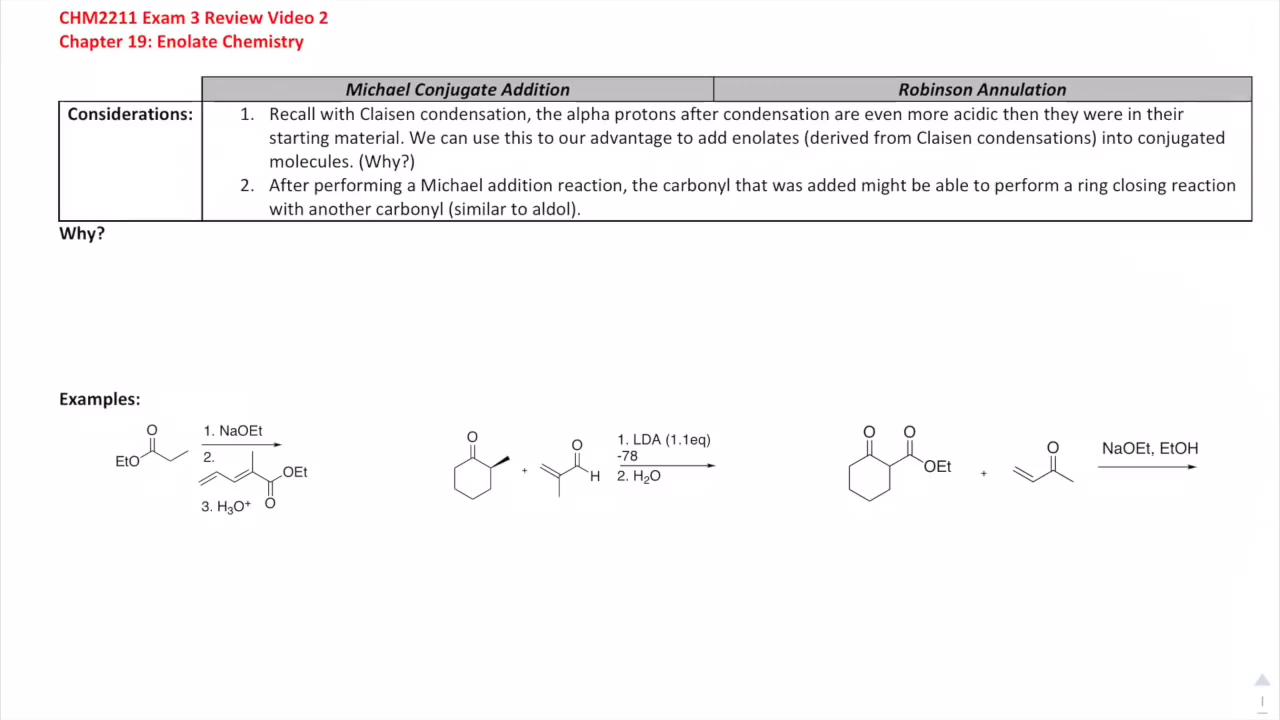 CHM2211 Exam 3 Review Video 2
Chapter 19: Enolate Chemistry
Michael Conjugate Addition
Robinson Annulation
Considerations:
1. Recall with Claisen condensation, the alpha protons after condensation are even more acidic then they were in their
starting material. We can use this to our advantage to add enolates (derived from Claisen condensations) into conjugated
molecules. (Why?)
2. After performing a Michael addition reaction, the carbonyl that was added might be able to perform a ring closing reaction
with another carbonyl (similar to aldol).
Why?
Examples:
O
EtO
1. NaOEt
2.
OEt
O
3. H₃O⁺
O
+
O
H
1. LDA (1.1eq)
-78
2. H₂O
O
O
OEt
+
O
NaOEt, EtOH